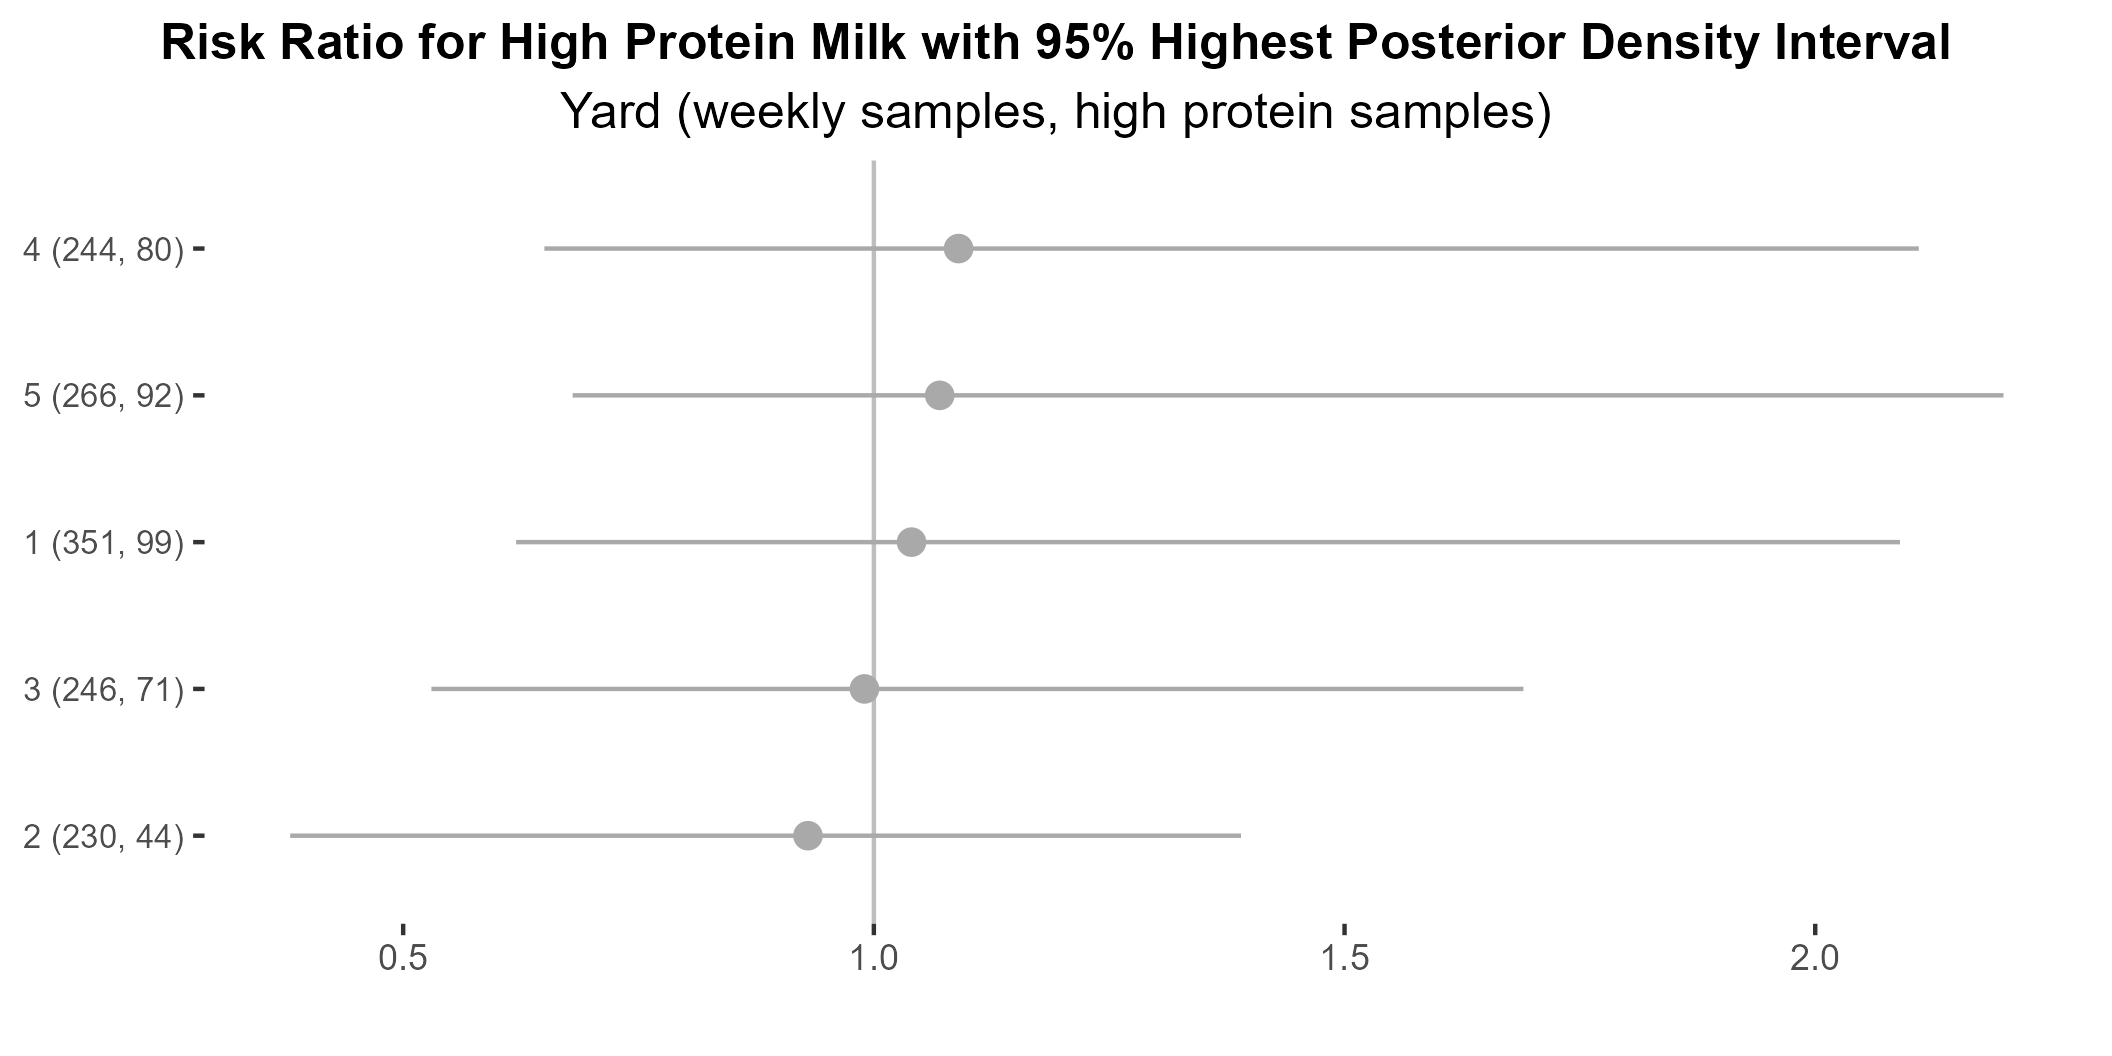 Risk Ratio for High Protein Milk with 95% Highest Posterior Density Interval
Yard (weekly samples, high protein samples)
4 (244, 80)
5 (266, 92)
1 (351, 99)
3 (246, 71)
2 (230, 44)
0.5 1.0 1.5 2.0